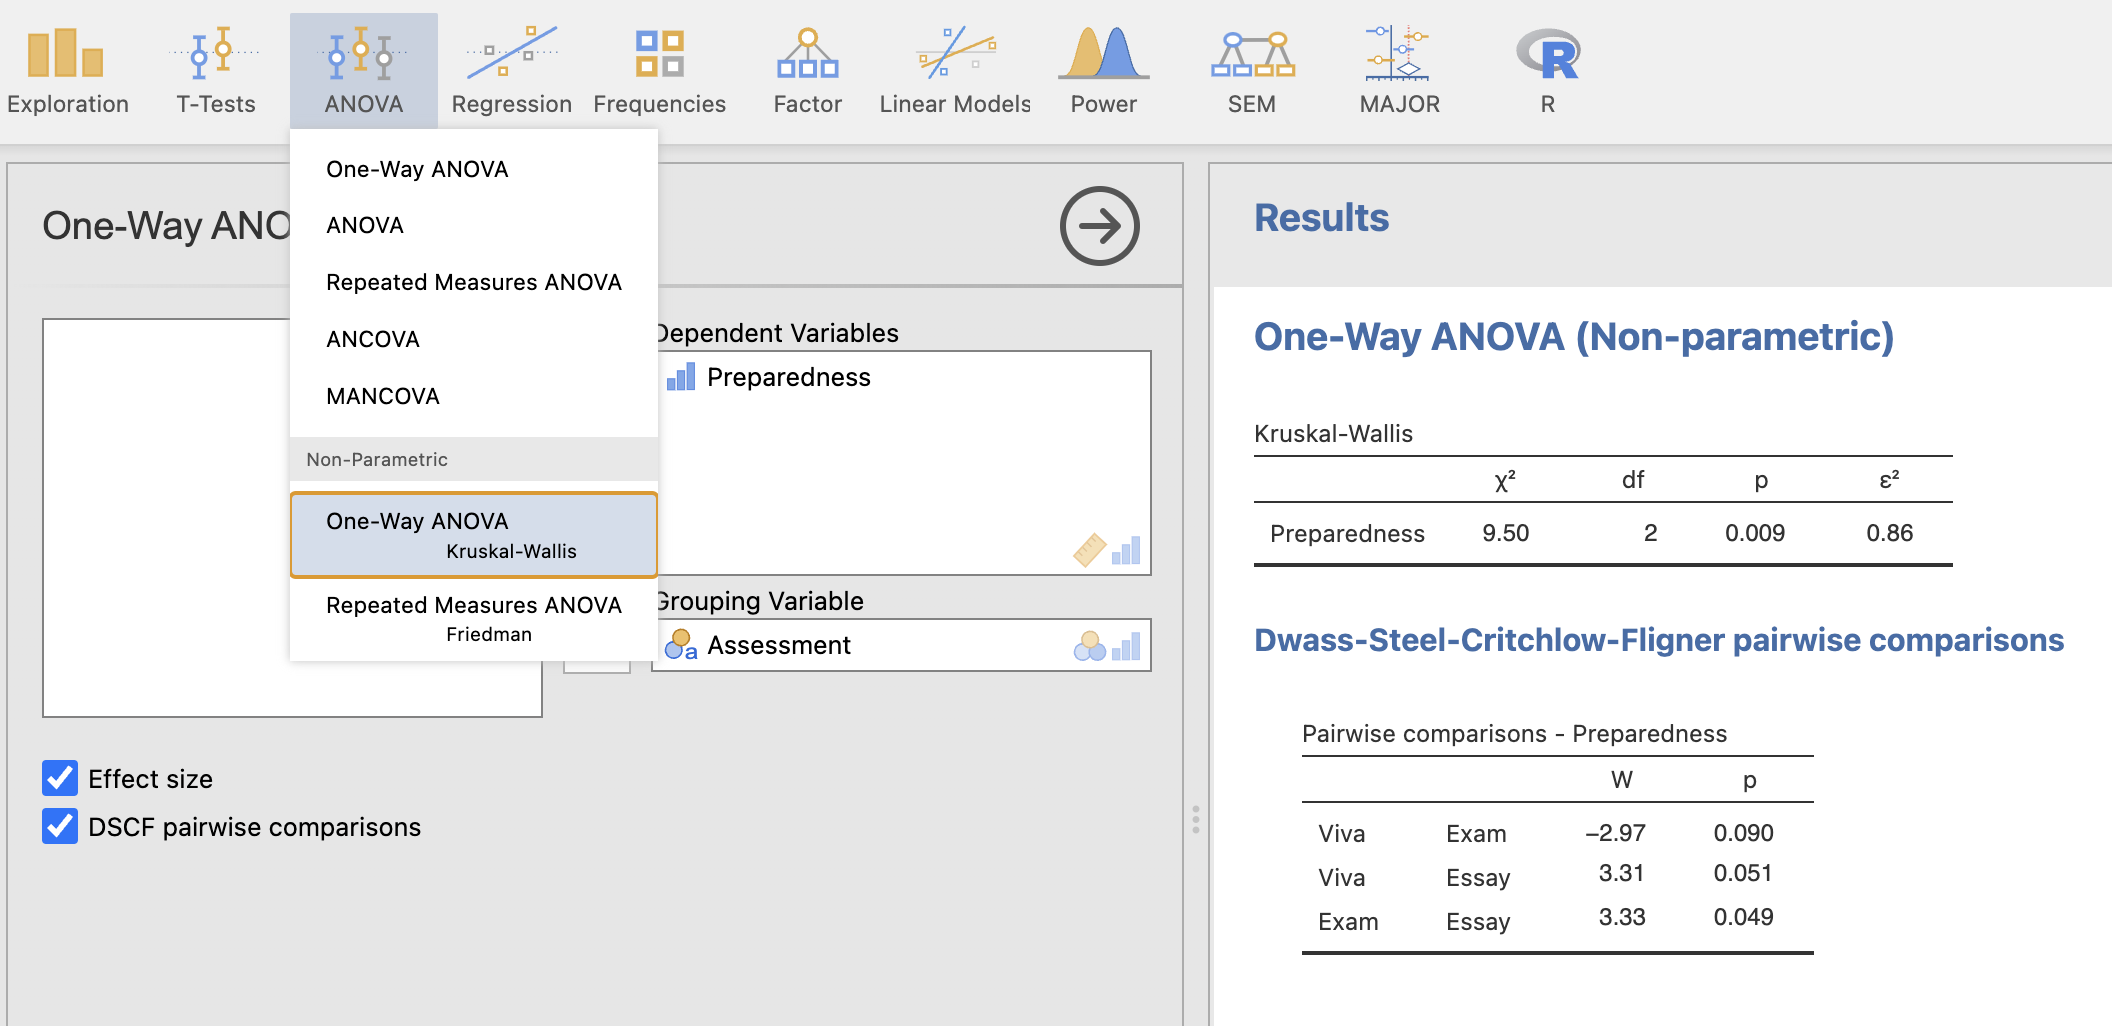 Exploration T-Tests ANOVA Regression Frequencies Factor Linear Models Power SEM MAJOR R
One-Way ANOVA
ANOVA
Repeated Measures ANOVA
ANCOVA
MANCOVA
Non-Parametric
One-Way ANOVA
Kruskal-Wallis
Repeated Measures ANOVA
Friedman
One-Way ANO
Dependent Variables
Preparedness
Grouping Variable
a Assessment
Effect size
DSCF pairwise comparisons
Results
One-Way ANOVA (Non-parametric)
Kruskal-Wallis
χ² df p ε²
Preparedness 9.50 2 0.009 0.86
Dwass-Steel-Critchlow-Fligner pairwise comparisons
Pairwise comparisons - Preparedness
W p
Viva Exam −2.97 0.090
Viva Essay 3.31 0.051
Exam Essay 3.33 0.049